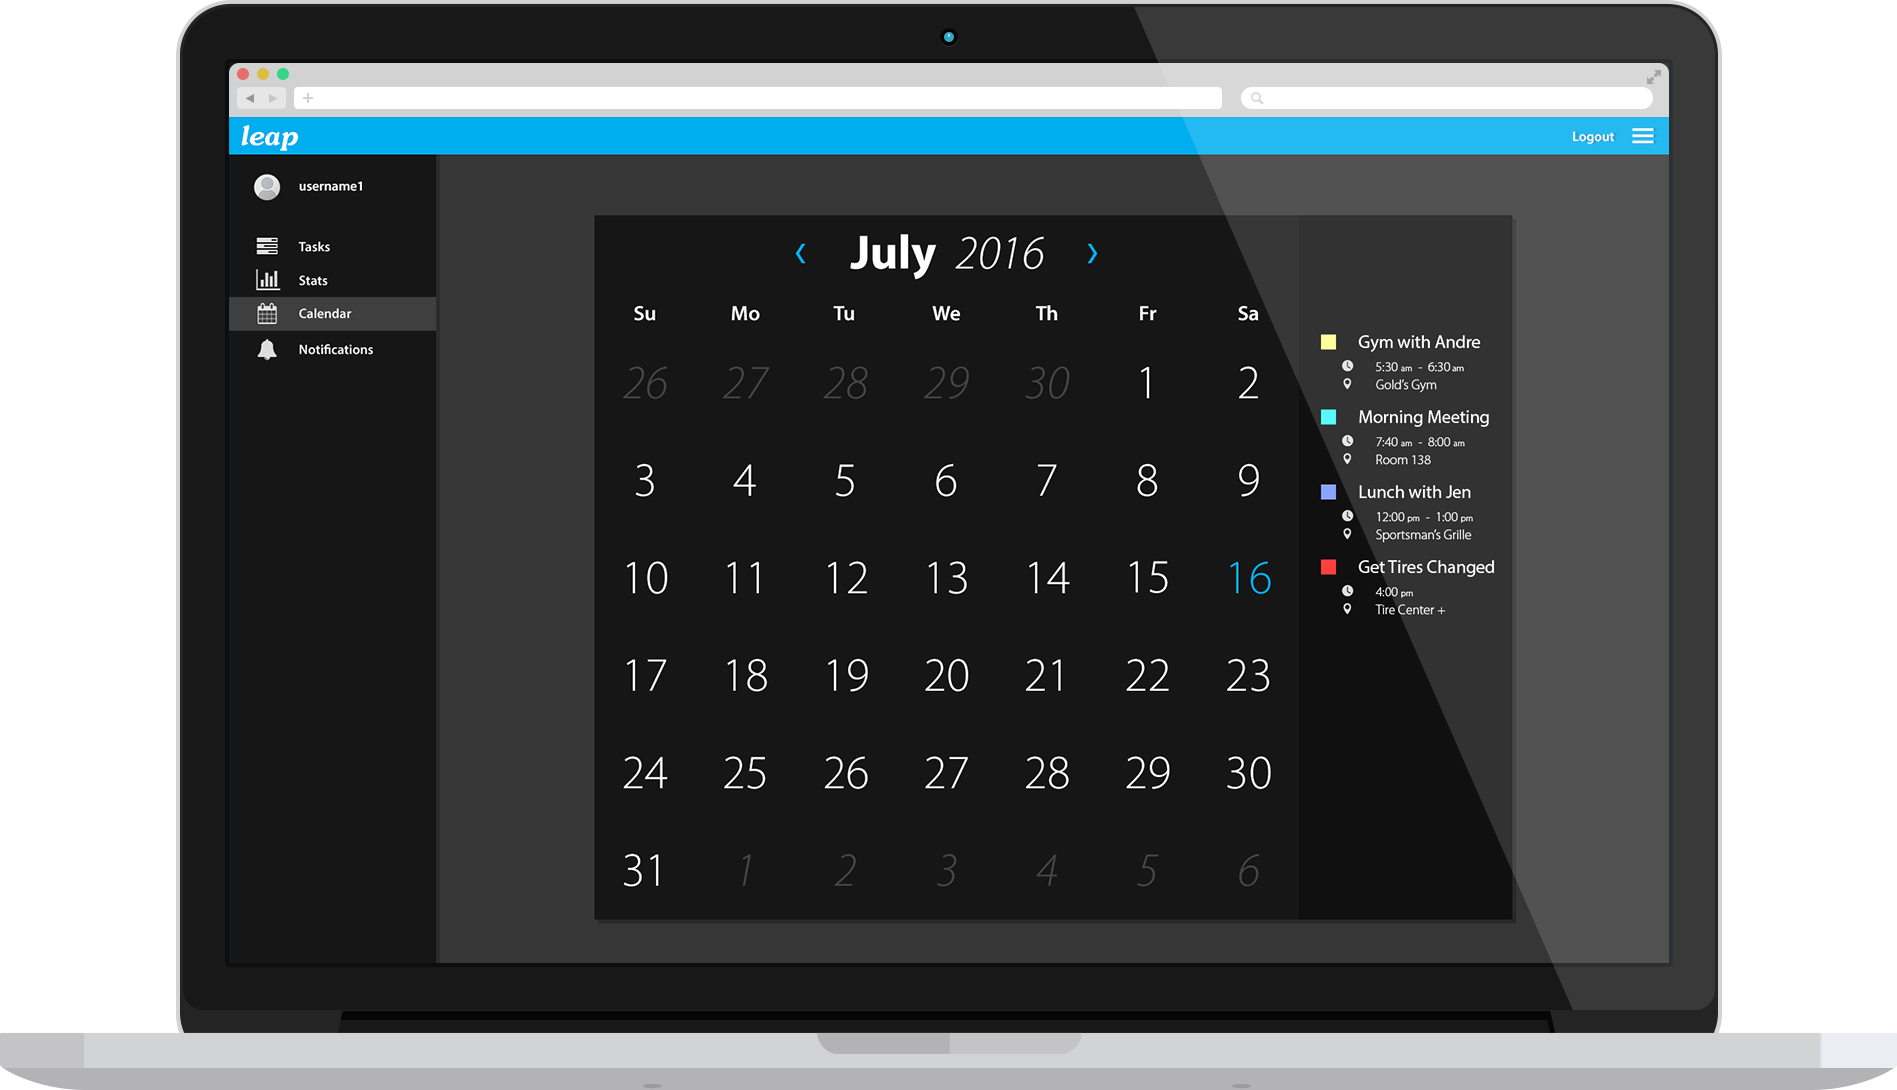 leap
Logout
username1
Tasks
Stats
Calendar
Notifications
July 2016
Su Mo Tu We Th Fr Sa
26 27 28 29 30 1 2
3 4 5 6 7 8 9
10 11 12 13 14 15 16
17 18 19 20 21 22 23
24 25 26 27 28 29 30
31 1 2 3 4 5 6
Gym with Andre
5:30 am - 6:30 am
Gold's Gym
Morning Meeting
7:40 am - 8:00 am
Room 138
Lunch with Jen
12:00 pm - 1:00 pm
Sportsman's Grille
Get Tires Changed
4:00 pm
Tire Center +